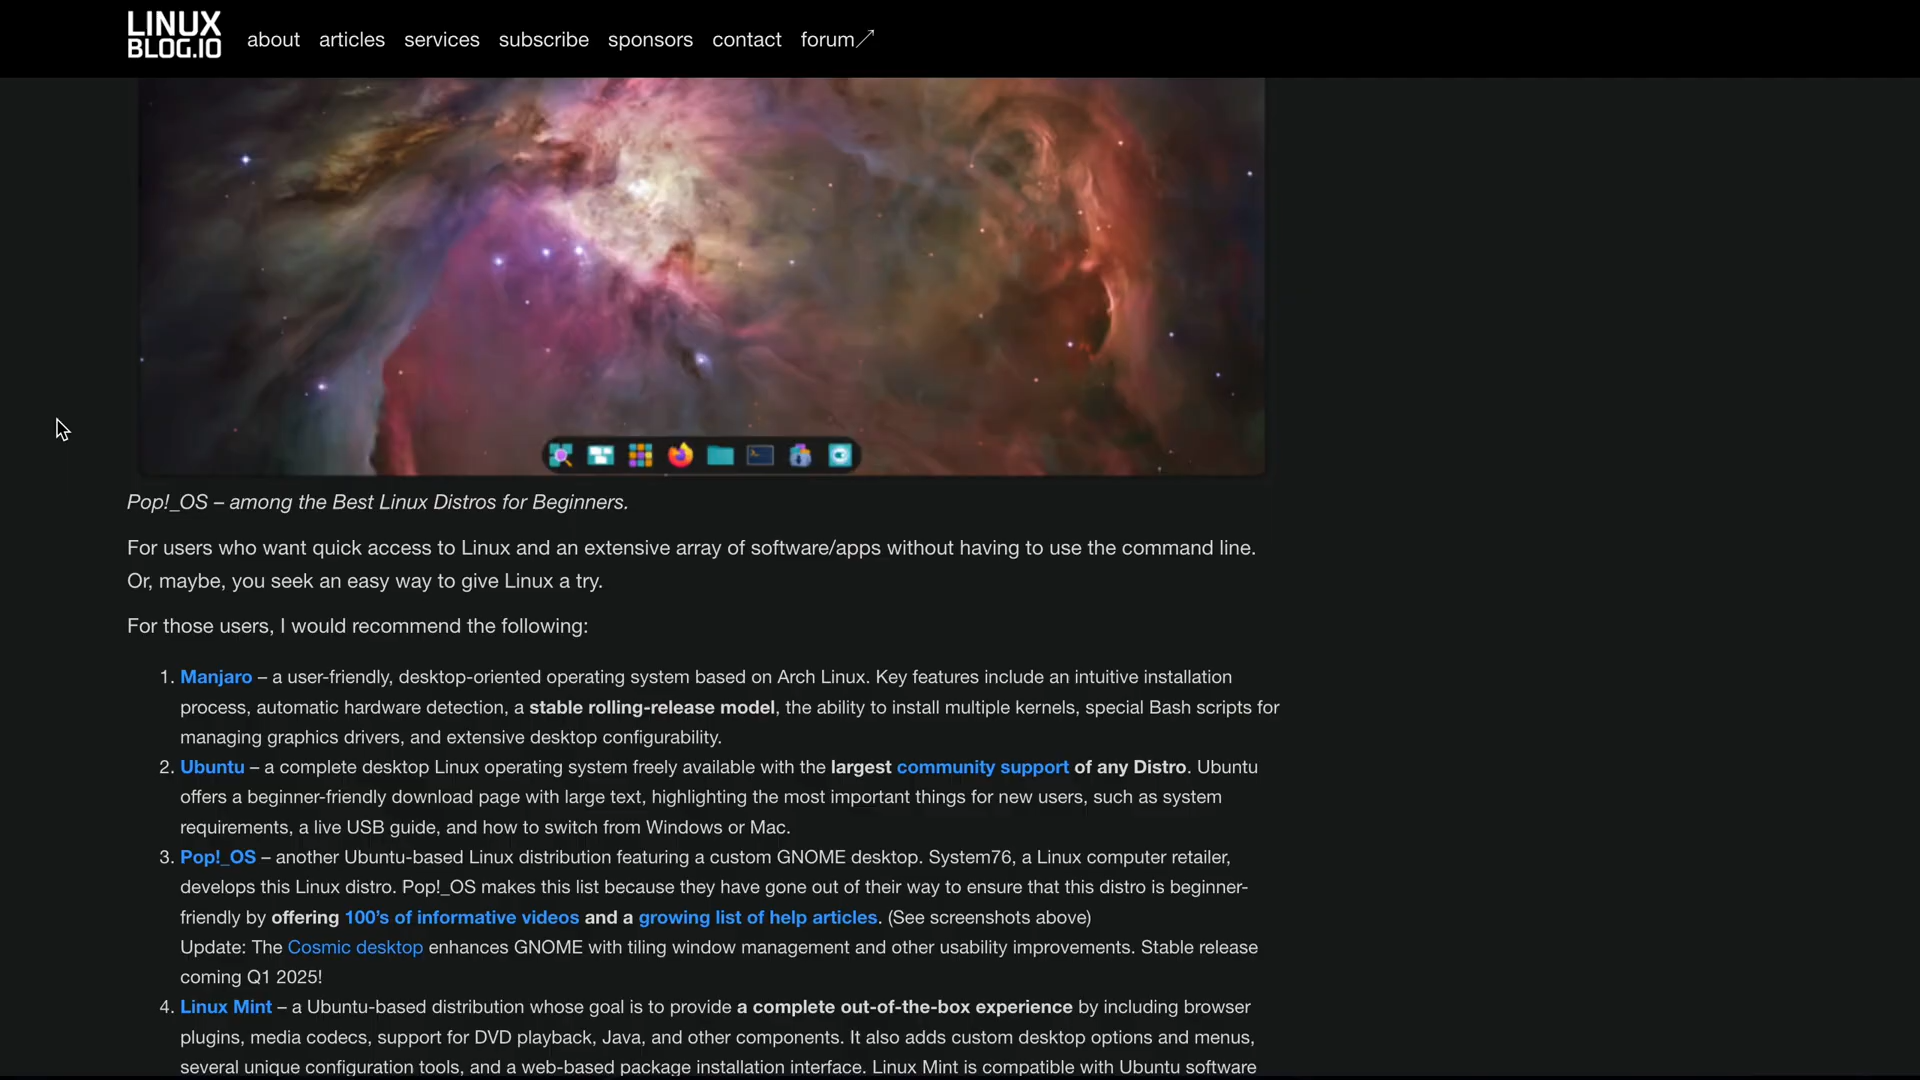 LINUX
BLOG.IO
about articles services subscribe sponsors contact forum
Pop!_OS – among the Best Linux Distros for Beginners.
For users who want quick access to Linux and an extensive array of software/apps without having to use the command line.
Or, maybe, you seek an easy way to give Linux a try.
For those users, I would recommend the following:
1. Manjaro – a user-friendly, desktop-oriented operating system based on Arch Linux. Key features include an intuitive installation
process, automatic hardware detection, a stable rolling-release model, the ability to install multiple kernels, special Bash scripts for
managing graphics drivers, and extensive desktop configurability.
2. Ubuntu – a complete desktop Linux operating system freely available with the largest community support of any Distro. Ubuntu
offers a beginner-friendly download page with large text, highlighting the most important things for new users, such as system
requirements, a live USB guide, and how to switch from Windows or Mac.
3. Pop!_OS – another Ubuntu-based Linux distribution featuring a custom GNOME desktop. System76, a Linux computer retailer,
develops this Linux distro. Pop!_OS makes this list because they have gone out of their way to ensure that this distro is beginner-
friendly by offering 100’s of informative videos and a growing list of help articles. (See screenshots above)
Update: The Cosmic desktop enhances GNOME with tiling window management and other usability improvements. Stable release
coming Q1 2025!
4. Linux Mint – a Ubuntu-based distribution whose goal is to provide a complete out-of-the-box experience by including browser
plugins, media codecs, support for DVD playback, Java, and other components. It also adds custom desktop options and menus,
several unique configuration tools, and a web-based package installation interface. Linux Mint is compatible with Ubuntu software